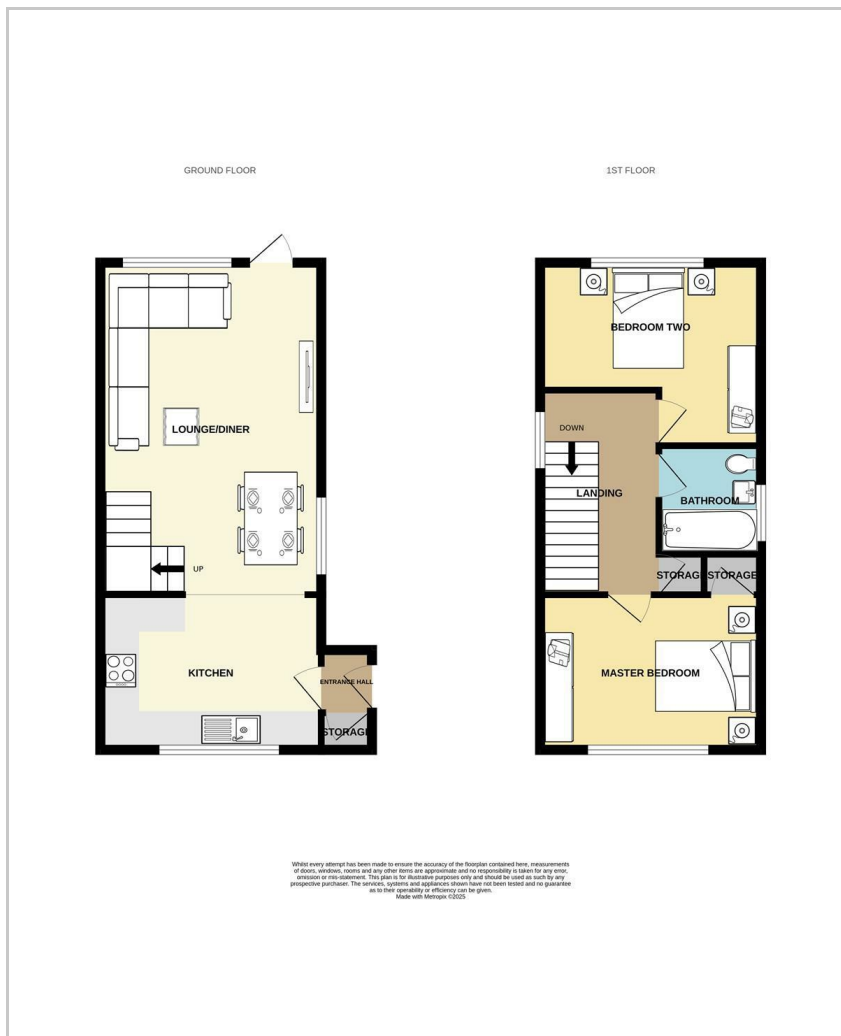 GROUND FLOOR
1ST FLOOR
LOUNGE/DINER
UP
KITCHEN
ENTRANCE HALL
STORAGE
BEDROOM TWO
DOWN
LANDING
BATHROOM
STORAGE
STORAGE
MASTER BEDROOM
Whilst every attempt has been made to ensure the accuracy of the floorplan contained here, measurements
of doors, windows, rooms and any other items are approximate and no responsibility is taken for any error,
omission or mis-statement. This plan is for illustrative purposes only and should be used as such by any
prospective purchaser. The services, systems and appliances shown have not been tested and no guarantee
as to their operability or efficiency can be given.
Made with Metropix ©2025